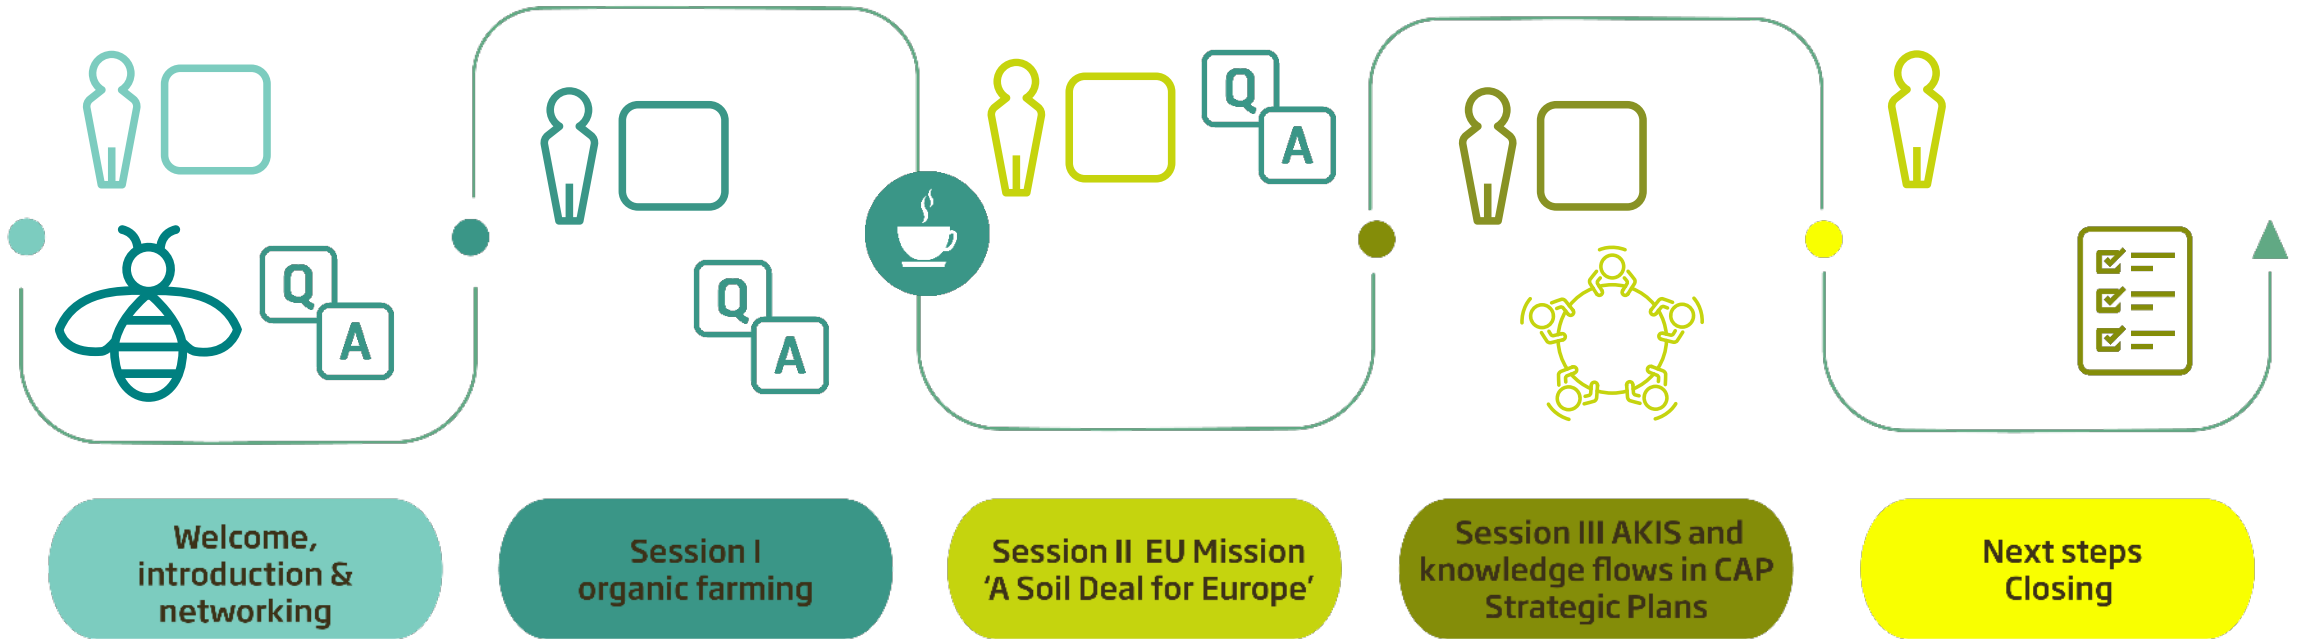 Q
A
Q
A
Q
A
Welcome,
introduction &
networking
Session I
organic farming
Session II EU Mission
‘A Soil Deal for Europe’
Session III AKIS and
knowledge flows in CAP
Strategic Plans
Next steps
Closing